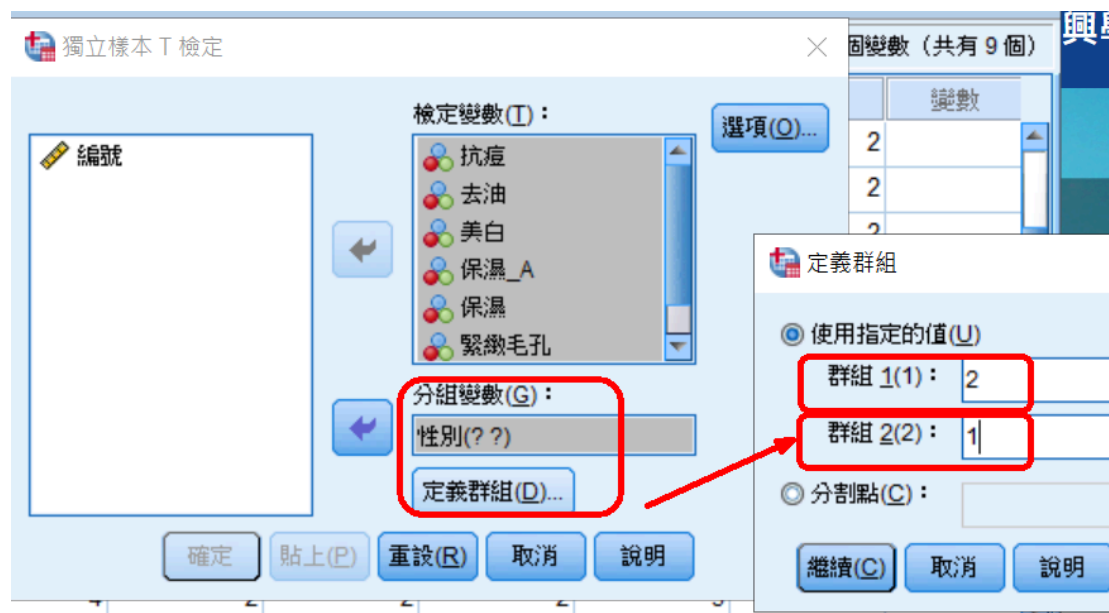 獨立樣本 T 檢定
個變數（共有 9 個）
變數
檢定變數(T)：
選項(O)...
編號
抗痘
去油
美白
保濕_A
保濕
緊緻毛孔
2
2
2
分組變數(G)：
性別(? ?)
定義群組(D)...
確定
貼上(P)
重設(R)
取消
說明
定義群組
使用指定的值(U)
群組 1(1)：
2
群組 2(2)：
1
分割點(C)：
繼續(C)
取消
說明